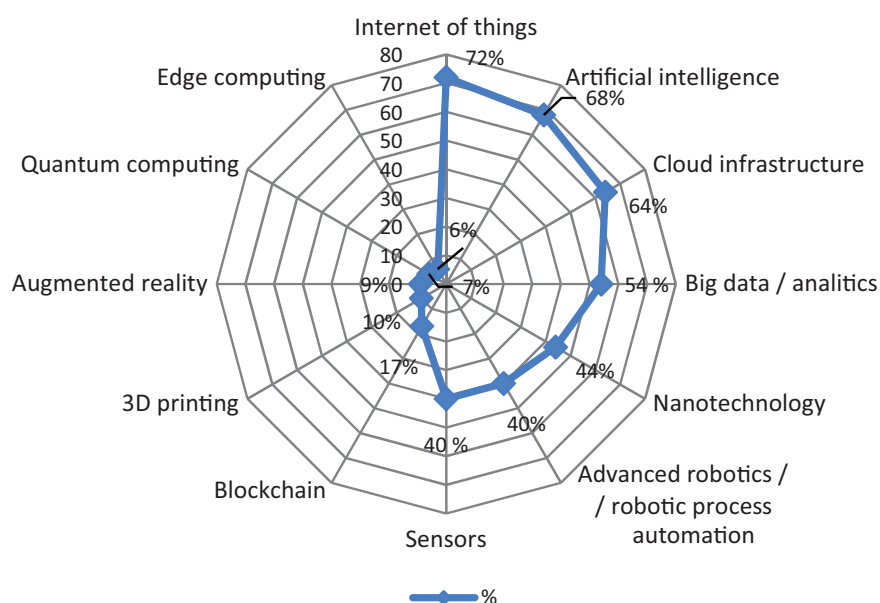 Internet of things
80
72%
Edge computing
70
Artificial intelligence
68%
60
50
Quantum computing
40
Cloud infrastructure
30
64%
20
6%
10
Augmented reality
9%
0
7%
54 %
Big data / analitics
10%
17%
44%
3D printing
40%
Nanotechnology
40 %
Blockchain
Advanced robotics /
/ robotic process
automation
Sensors
%